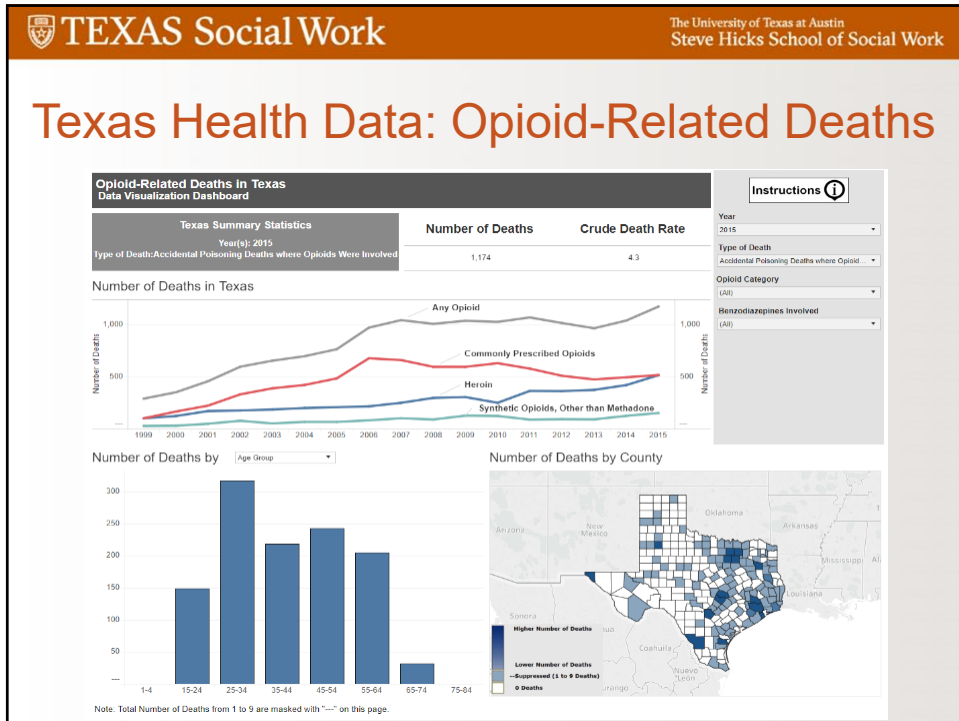 TEXAS Social Work
The University of Texas at Austin
Steve Hicks School of Social Work
Texas Health Data: Opioid-Related Deaths
Opioid-Related Deaths in Texas
Data Visualization Dashboard
Instructions i
Texas Summary Statistics
Year(s): 2015
Type of Death:Accidental Poisoning Deaths where Opioids Were Involved
Number of Deaths Crude Death Rate
1,174 4.3
Year
2015
Type of Death
Accidental Poisoning Deaths where Opioid...
Opioid Category
(All)
Benzodiazepines Involved
(All)
Number of Deaths in Texas
Number of Deaths
1,000
500
---
Any Opioid
Commonly Prescribed Opioids
Heroin
Synthetic Opioids, Other than Methadone
1,000
500
---
Number of Deaths
1999 2000 2001 2002 2003 2004 2005 2006 2007 2008 2009 2010 2011 2012 2013 2014 2015
Number of Deaths by Age Group
300
250
200
150
100
50
---
1-4 15-24 25-34 35-44 45-54 55-64 65-74 75-84
Number of Deaths by County
Arizona
New
Mexico
Oklahoma
Arkansas
Mississippi
Al
Louisiana
Sonora
hua
Coahuila
Nuevo
León
urango
T
Higher Number of Deaths
Lower Number of Deaths
--Suppressed (1 to 9 Deaths)
0 Deaths
Note: Total Number of Deaths from 1 to 9 are masked with "---" on this page.